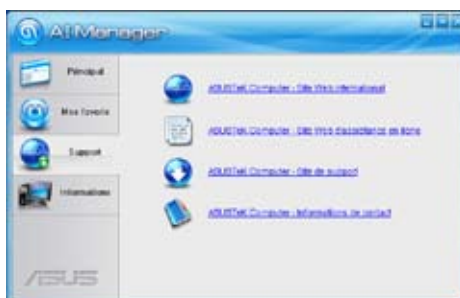 AI Manager
Principal
ASUSTeK Computer - Site Web international
Mes favoris
ASUSTeK Computer - Site Web d'assistance en ligne
Support
ASUSTeK Computer - Site de support
Informations
ASUSTeK Computer - Informations de contact
ASUS